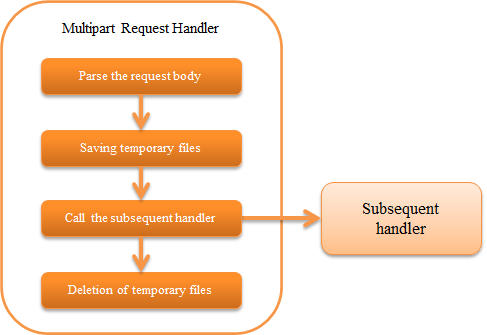 Multipart Request Handler
Parse the request body
Saving temporary files
Call the subsequent handler
Subsequent
handler
Deletion of temporary files